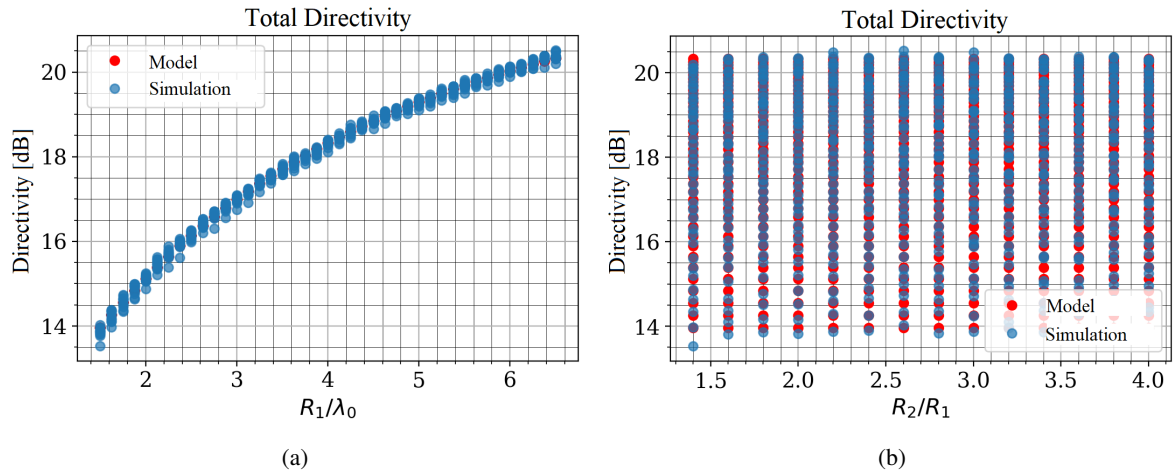 Total Directivity
Directivity [dB]
20
18
16
14
Model
Simulation
2 3 4 5 6
R₁/λ₀
(a)
Total Directivity
Directivity [dB]
20
18
16
14
Model
Simulation
1.5 2.0 2.5 3.0 3.5 4.0
R₂/R₁
(b)